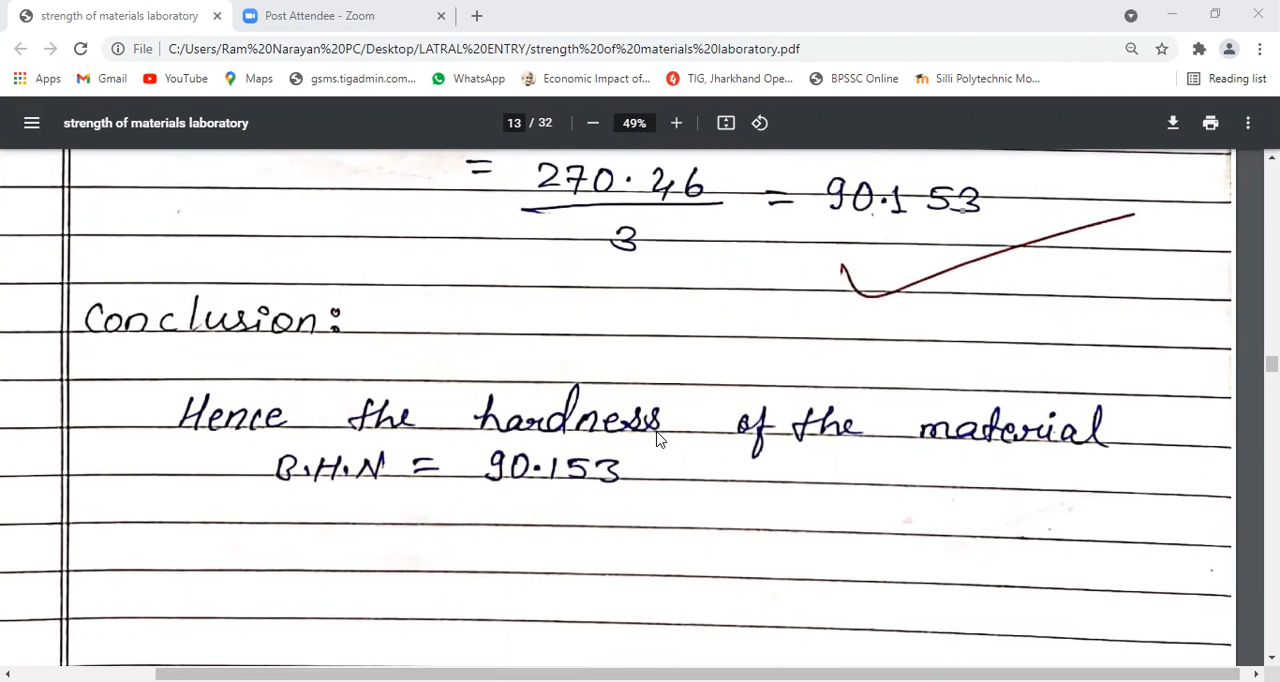 strength of materials laboratory
Post Attendee - Zoom
File C:/Users/Ram%20Narayan%20PC/Desktop/LATRAL%20ENTRY/strength%20of%20materials%20laboratory.pdf
Apps Gmail YouTube Maps gsms.tigadmin.com... WhatsApp Economic Impact of... TIG, Jharkhand Ope... BPSSC Online Silli Polytechnic Mo... Reading list
strength of materials laboratory 13 / 32 49%
= 270.46 / 3 = 90.153
Conclusion:
Hence the hardness of the material
B.H.N = 90.153